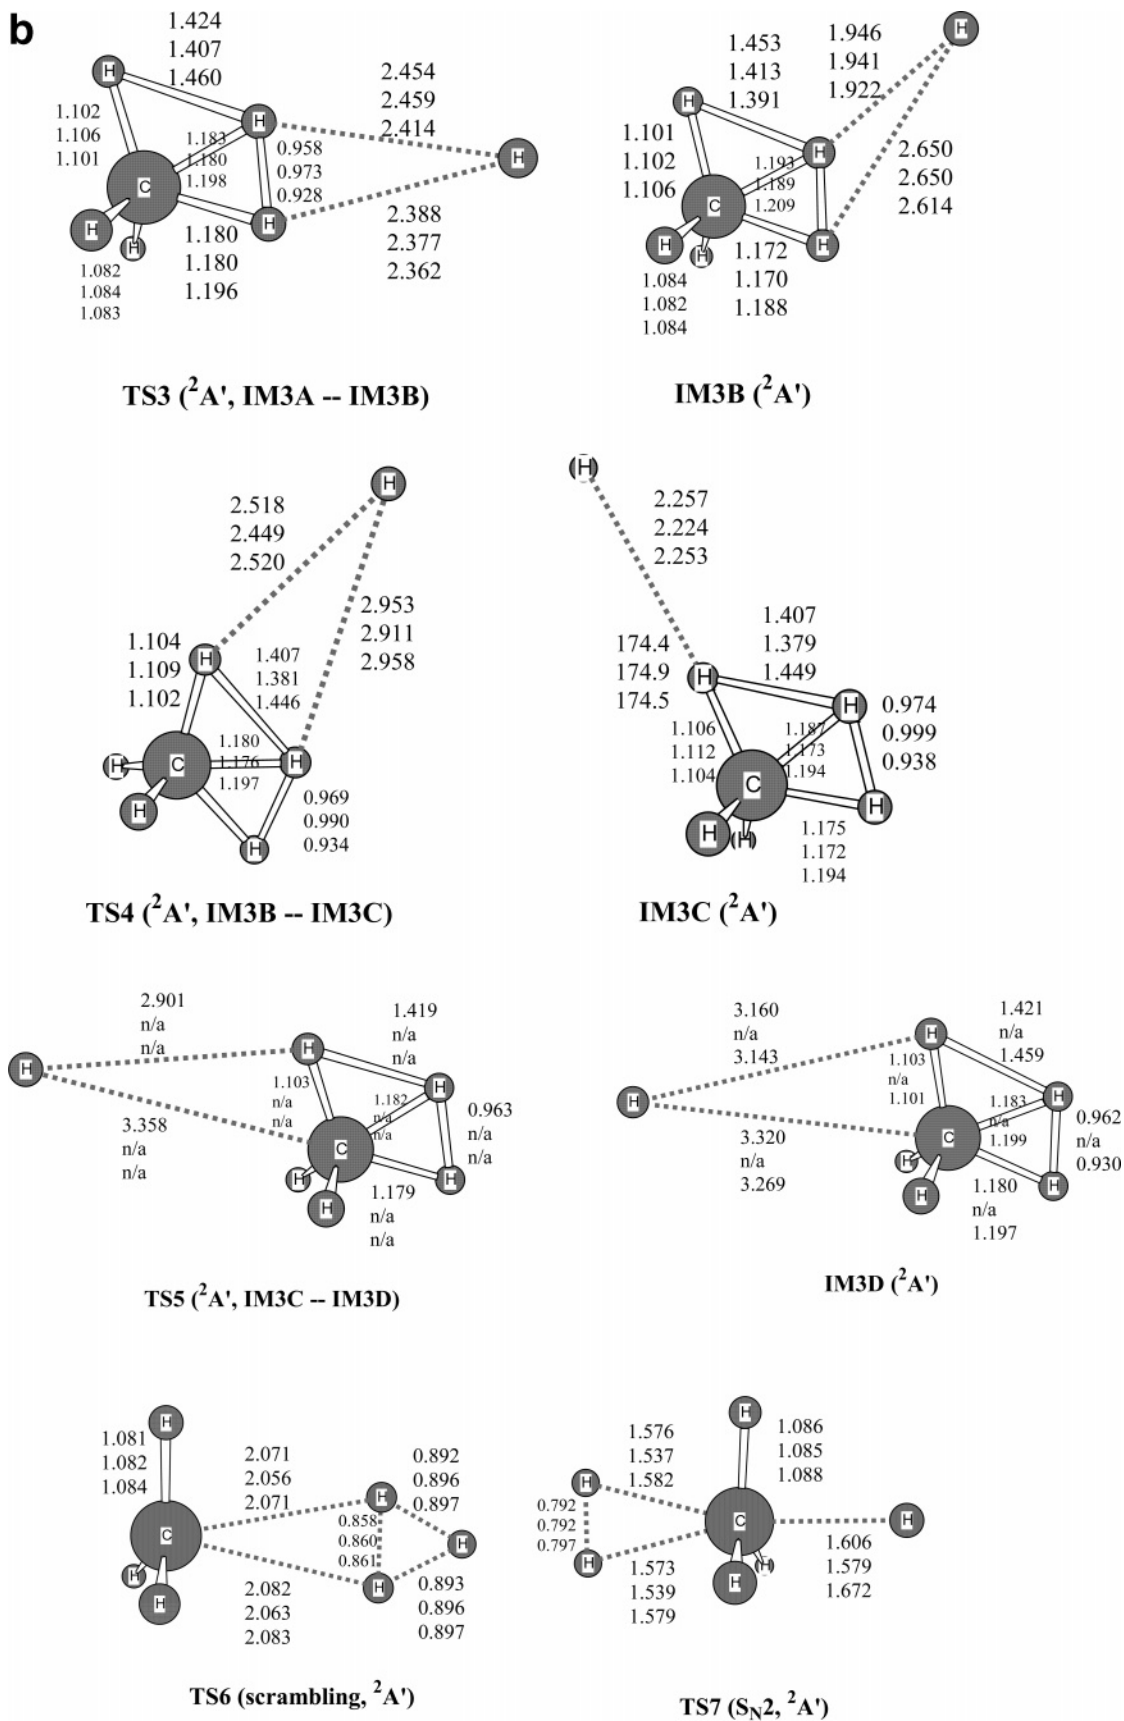 b
1.424
1.407
1.460
2.454
2.459
2.414
H
H
H
H
C
H
H
1.102
1.106
1.101
1.183
1.180
1.198
0.958
0.973
0.928
1.180
1.180
1.196
2.388
2.377
2.362
1.082
1.084
1.083
TS3 (²A', IM3A -- IM3B)
1.453
1.413
1.391
1.946
1.941
1.922
H
H
H
H
C
H
H
1.101
1.102
1.106
1.193
1.189
1.209
2.650
2.650
2.614
1.172
1.170
1.188
1.084
1.082
1.084
IM3B (²A')
2.518
2.449
2.520
H
2.953
2.911
2.958
1.104
1.109
1.102
H
1.407
1.381
1.446
1.180
1.176
1.197
H
C
H
H
H
0.969
0.990
0.934
TS4 (²A', IM3B -- IM3C)
H
2.257
2.224
2.253
1.407
1.379
1.449
174.4
174.9
174.5
H
H
0.974
0.999
0.938
1.106
1.112
1.104
1.187
1.173
1.194
C
H
H
H
1.175
1.172
1.194
IM3C (²A')
2.901
n/a
n/a
1.419
n/a
n/a
H
H
H
1.103
n/a
n/a
1.182
n/a
n/a
0.963
n/a
n/a
3.358
n/a
n/a
C
H
H
H
1.179
n/a
n/a
TS5 (²A', IM3C -- IM3D)
3.160
n/a
3.143
1.421
n/a
1.459
H
H
H
1.103
n/a
1.101
1.183
n/a
1.199
0.962
n/a
0.930
3.320
n/a
3.269
C
H
H
H
1.180
n/a
1.197
IM3D (²A')
H
1.081
1.082
1.084
2.071
2.056
2.071
0.892
0.896
0.897
H
0.858
0.860
0.861
H
C
H
H
H
2.082
2.063
2.083
0.893
0.896
0.897
TS6 (scrambling, ²A')
H
1.576
1.537
1.582
1.086
1.085
1.088
H
0.792
0.792
0.797
C
H
H
H
H
1.573
1.539
1.579
1.606
1.579
1.672
TS7 (S_N2, ²A')